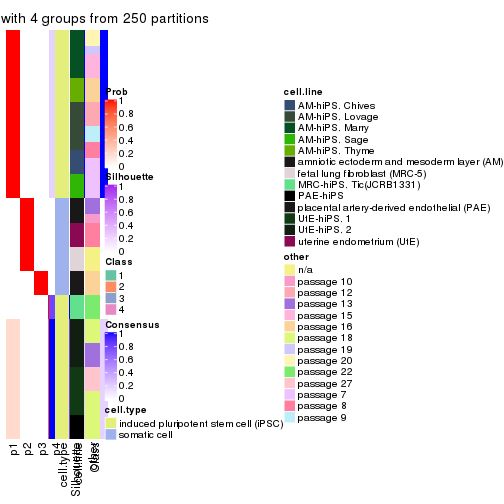 with 4 groups from 250 partitions
Prob
1
0.8
0.6
0.4
0.2
0
Silhouette
1
0.8
0.6
0.4
0.2
0
Class
1
2
3
4
Consensus
1
0.8
0.6
0.4
0.2
0
cell.type
induced pluripotent stem cell (iPSC)
somatic cell
cell.line
AM-hiPS. Chives
AM-hiPS. Lovage
AM-hiPS. Marry
AM-hiPS. Sage
AM-hiPS. Thyme
amniotic ectoderm and mesoderm layer (AM)
fetal lung fibroblast (MRC-5)
MRC-hiPS. Tic(JCRB1331)
PAE-hiPS
placental artery-derived endothelial (PAE)
UtE-hiPS. 1
UtE-hiPS. 2
uterine endometrium (UtE)
other
n/a
passage 10
passage 12
passage 13
passage 15
passage 16
passage 18
passage 19
passage 20
passage 22
passage 27
passage 7
passage 8
passage 9
p1
p2
p3
p4
cell.type
Silhouette
cell.line
other
Class